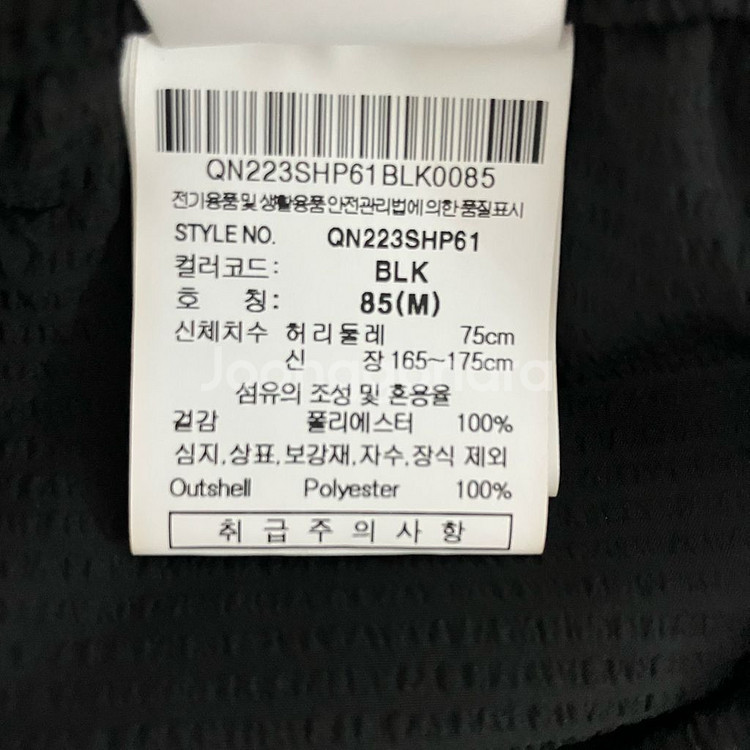 QN223SHP61BLK0085
전기용품및 생활용품 안전관리법에 의한 품질표시
STYLE NO. QN223SHP61
컬러코드: BLK
호 칭: 85(M)
신체치수 허리둘레 75cm
신 장 165~175cm
Joonggonara
섬유의 조성 및 혼용율
겉감 폴리에스터 100%
심지,상표,보강재,자수,장식 제외
Outshell Polyester 100%
취급주의사항